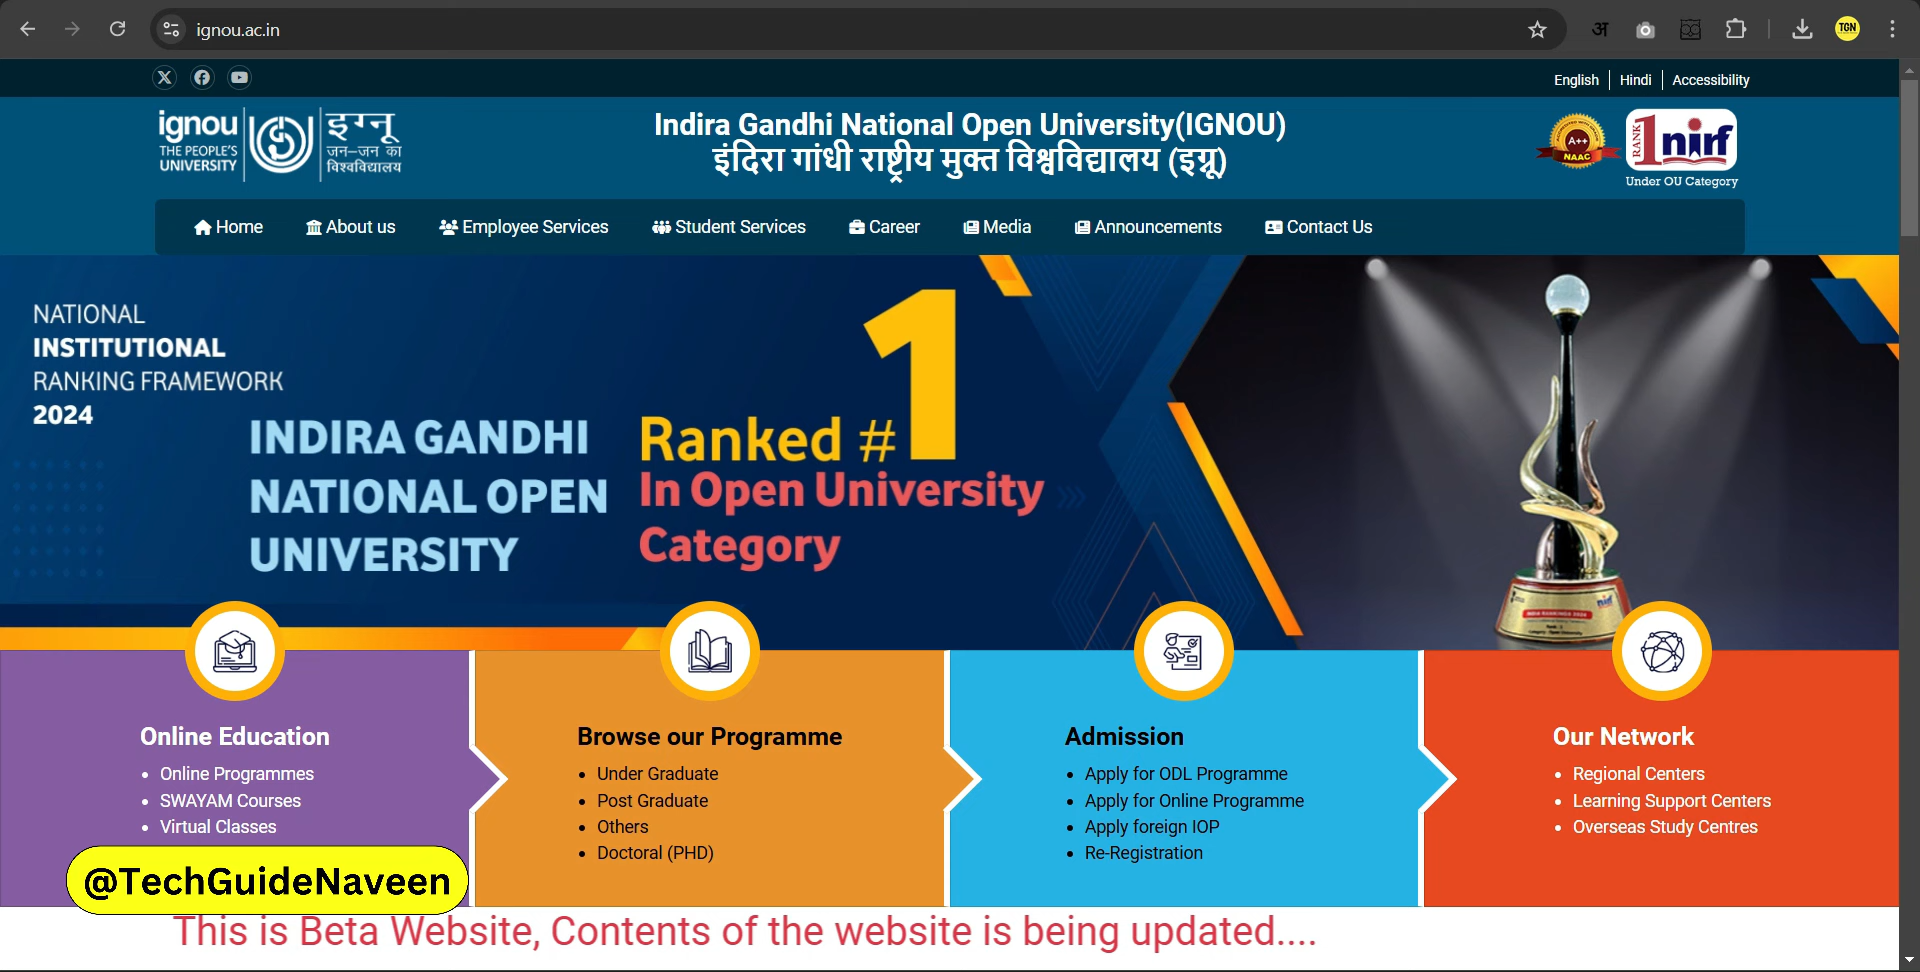 ignou.ac.in
अ
TGN
English
Hindi
Accessibility
ignou
THE PEOPLE'S
UNIVERSITY
इग्नू
जन–जन का
विश्वविद्यालय
Indira Gandhi National Open University(IGNOU)
इंदिरा गांधी राष्ट्रीय मुक्त विश्वविद्यालय (इग्नू)
A++
NAAC
RANK
1
nirf
Under OU Category
Home
About us
Employee Services
Student Services
Career
Media
Announcements
Contact Us
NATIONAL
INSTITUTIONAL
RANKING FRAMEWORK
2024
INDIRA GANDHI
NATIONAL OPEN
UNIVERSITY
Ranked #1
In Open University
Category
nirf
Online Education
Online Programmes
SWAYAM Courses
Virtual Classes
Browse our Programme
Under Graduate
Post Graduate
Others
Doctoral (PHD)
Admission
Apply for ODL Programme
Apply for Online Programme
Apply foreign IOP
Re-Registration
Our Network
Regional Centers
Learning Support Centers
Overseas Study Centres
@TechGuideNaveen
This is Beta Website, Contents of the website is being updated....